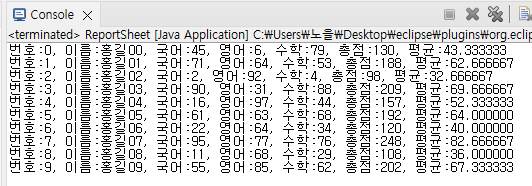 Console
<terminated> ReportSheet [Java Application] C:\Users\노을\Desktop\eclipse\plugins\org.eclip
번호:0, 이름:홍길00, 국어:45, 영어:6, 수학:79, 총점:130, 평균:43.333333
번호:1, 이름:홍길01, 국어:71, 영어:64, 수학:53, 총점:188, 평균:62.666667
번호:2, 이름:홍길02, 국어:2, 영어:92, 수학:4, 총점:98, 평균:32.666667
번호:3, 이름:홍길03, 국어:90, 영어:31, 수학:88, 총점:209, 평균:69.666667
번호:4, 이름:홍길04, 국어:16, 영어:97, 수학:44, 총점:157, 평균:52.333333
번호:5, 이름:홍길05, 국어:61, 영어:63, 수학:68, 총점:192, 평균:64.000000
번호:6, 이름:홍길06, 국어:22, 영어:64, 수학:34, 총점:120, 평균:40.000000
번호:7, 이름:홍길07, 국어:95, 영어:77, 수학:76, 총점:248, 평균:82.666667
번호:8, 이름:홍길08, 국어:11, 영어:68, 수학:29, 총점:108, 평균:36.000000
번호:9, 이름:홍길09, 국어:55, 영어:85, 수학:62, 총점:202, 평균:67.333333